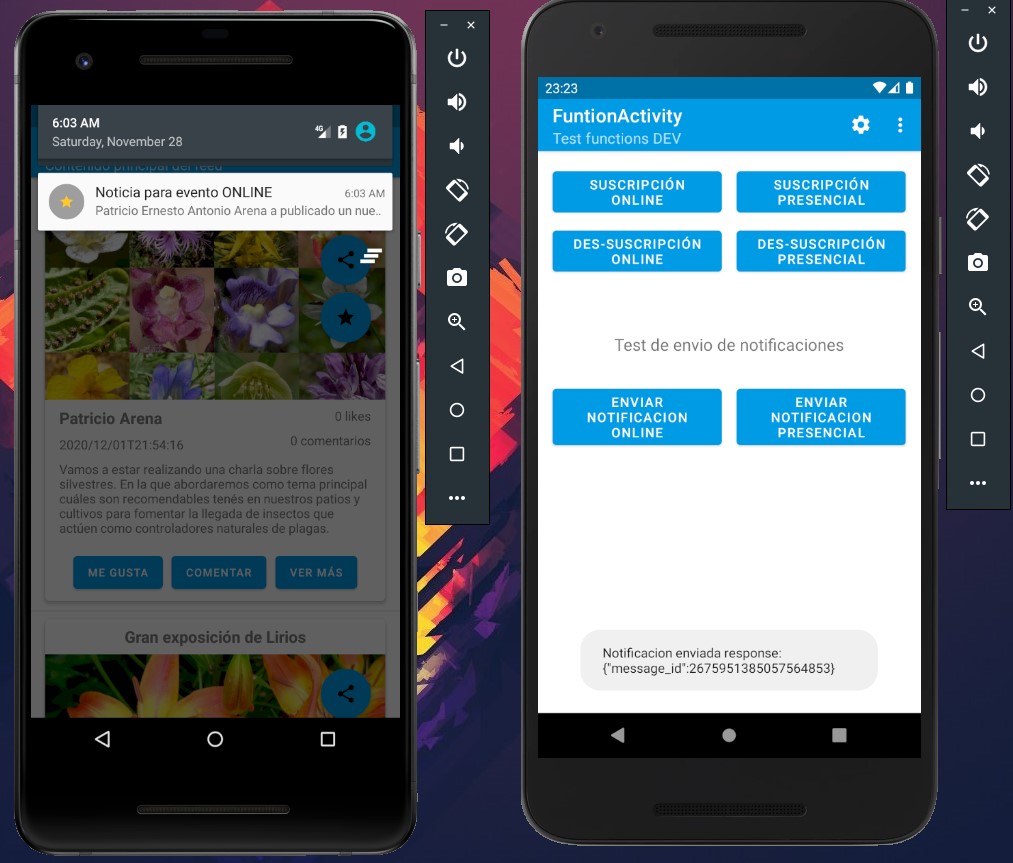 6:03 AM
Saturday, November 28
4G
Contenido principal del feed
Noticia para evento ONLINE
6:03 AM
Patricio Ernesto Antonio Arena a publicado un nue..
Patricio Arena
0 likes
2020/12/01T21:54:16
0 comentarios
Vamos a estar realizando una charla sobre flores
silvestres. En la que abordaremos como tema principal
cuáles son recomendables tenés en nuestros patios y
cultivos para fomentar la llegada de insectos que
actúen como controladores naturales de plagas.
ME GUSTA
COMENTAR
VER MÁS
Gran exposición de Lirios
23:23
FuntionActivity
Test functions DEV
SUSCRIPCIÓN
ONLINE
SUSCRIPCIÓN
PRESENCIAL
DES-SUSCRIPCIÓN
ONLINE
DES-SUSCRIPCIÓN
PRESENCIAL
Test de envio de notificaciones
ENVIAR
NOTIFICACION
ONLINE
ENVIAR
NOTIFICACION
PRESENCIAL
Notificacion enviada response:
{"message_id":2675951385057564853}